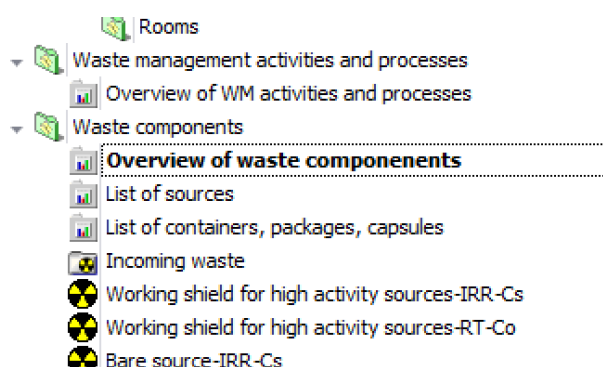 Rooms
Waste management activities and processes
Overview of WM activities and processes
Waste components
Overview of waste componenents
List of sources
List of containers, packages, capsules
Incoming waste
Working shield for high activity sources-IRR-Cs
Working shield for high activity sources-RT-Co
Bare source-IRR-Cs